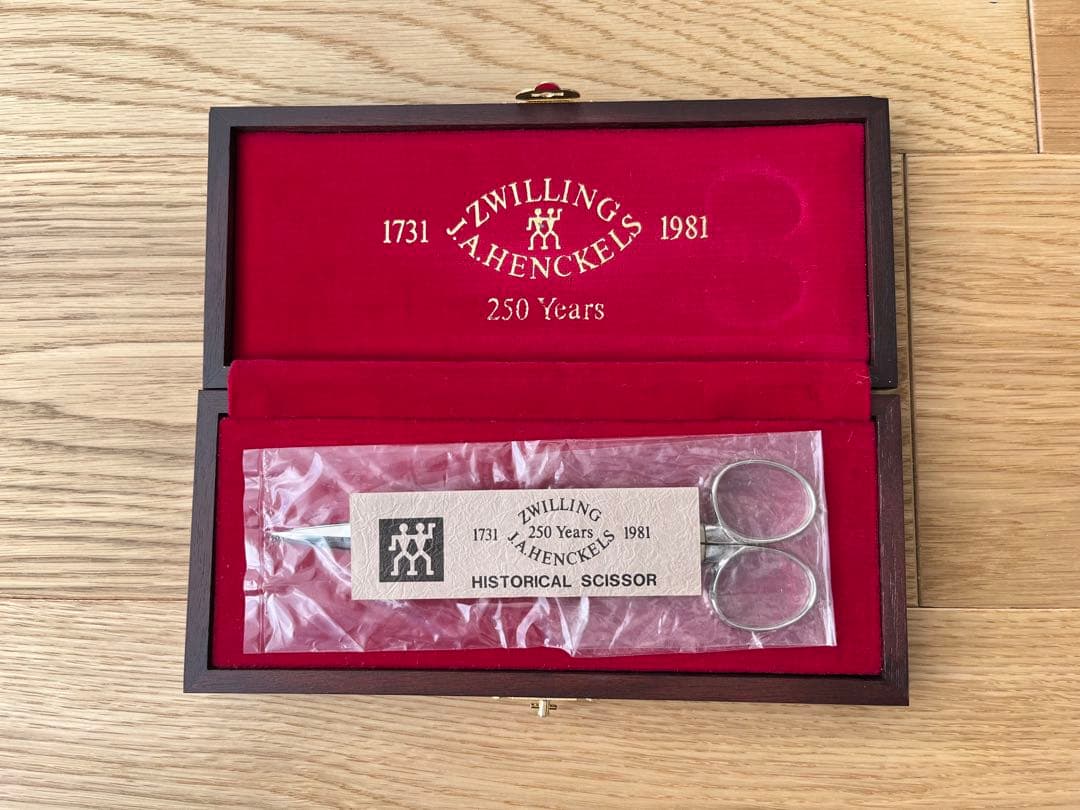 ZWILLING
1731 1981
J.A.HENCKELS
250 Years
ZWILLING
1731 250 Years 1981
J.A.HENCKELS
HISTORICAL SCISSOR